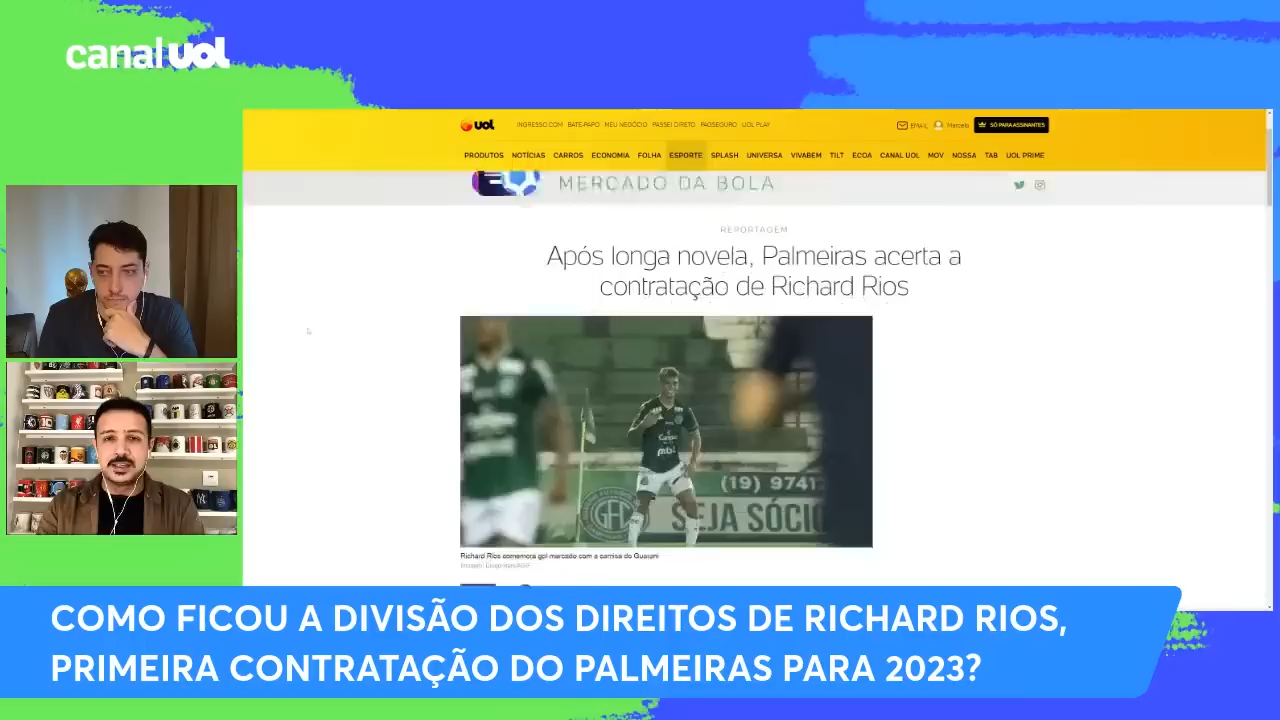 canal UOL
UOL INGRESSO.COM BATE-PAPO MEU NEGÓCIO PASSEI DIRETO PAGSEGURO UOL PLAY EMAIL Marcelo SÓ PARA ASSINANTES
PRODUTOS NOTÍCIAS CARROS ECONOMIA FOLHA ESPORTE SPLASH UNIVERSA VIVABEM TILT ECOA CANAL UOL MOV NOSSA TAB UOL PRIME
MERCADO DA BOLA
REPORTAGEM
Após longa novela, Palmeiras acerta a
contratação de Richard Rios
(19) 9741
GFC
SEJA SÓCIO
Richard Rios comemora gol marcado com a camisa do Guarani
COMO FICOU A DIVISÃO DOS DIREITOS DE RICHARD RIOS,
PRIMEIRA CONTRATAÇÃO DO PALMEIRAS PARA 2023?